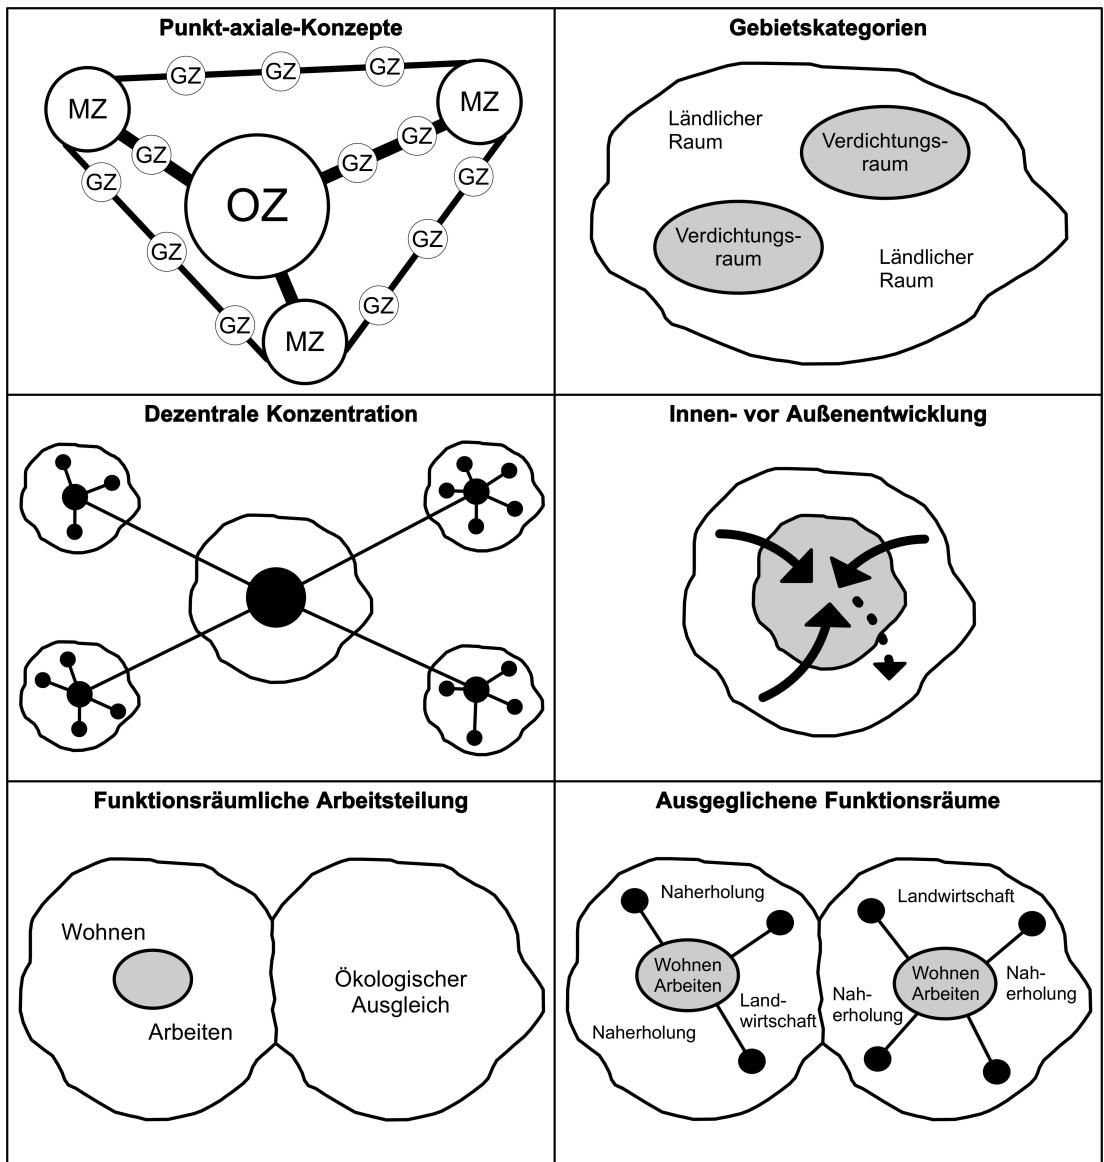 Punkt-axiale-Konzepte
GZ
GZ
GZ
MZ
MZ
GZ
GZ
GZ
GZ
GZ
OZ
GZ
GZ
GZ
GZ
GZ
MZ
Gebietskategorien
Ländlicher
Raum
Verdichtungs-
raum
Verdichtungs-
raum
Ländlicher
Raum
Dezentrale Konzentration
Innen- vor Außenentwicklung
Funktionsräumliche Arbeitsteilung
Wohnen
Arbeiten
Ökologischer
Ausgleich
Ausgeglichene Funktionsräume
Naherholung
Wohnen
Arbeiten
Land-
wirtschaft
Naherholung
Landwirtschaft
Wohnen
Arbeiten
Nah-
erholung
Nah-
erholung